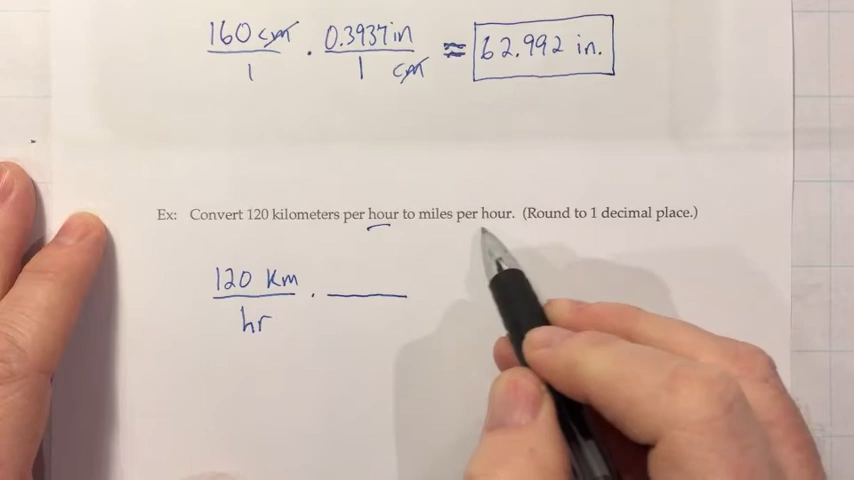 160 cm · 0.3937 in ≈ 62.992 in.
1 1 cm
Ex: Convert 120 kilometers per hour to miles per hour. (Round to 1 decimal place.)
120 Km ·
hr